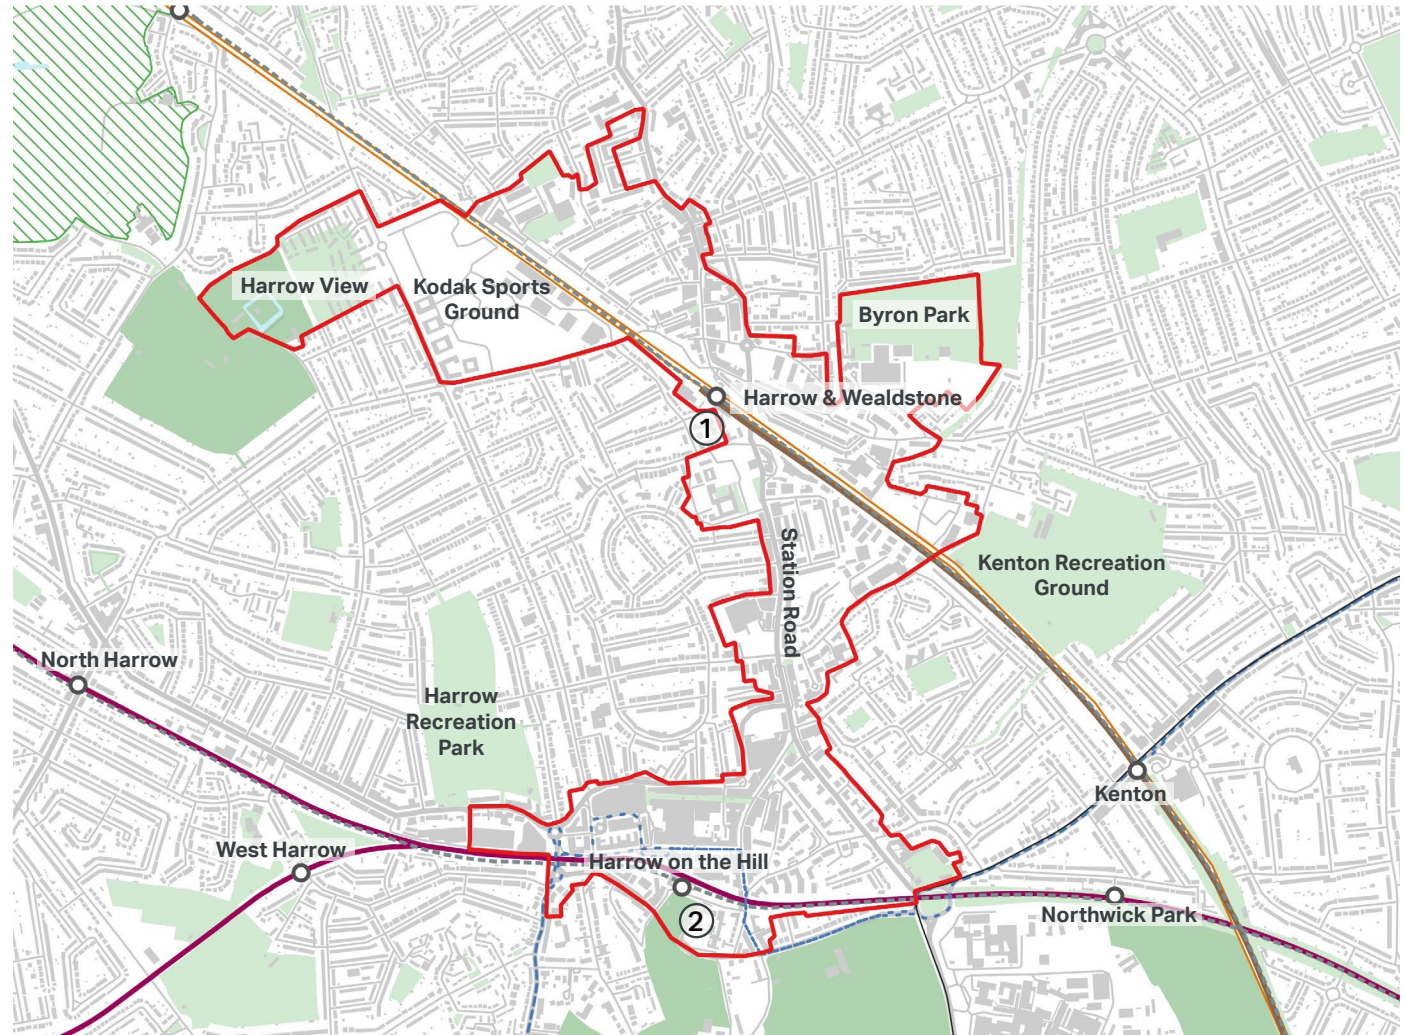 Harrow View
Kodak Sports
Ground
Byron Park
Harrow & Wealdstone
1
Station Road
Kenton Recreation
Ground
North Harrow
Harrow
Recreation
Park
Kenton
West Harrow
Harrow on the Hill
2
Northwick Park